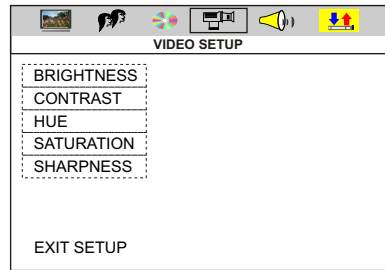 VIDEO SETUP
BRIGHTNESS
CONTRAST
HUE
SATURATION
SHARPNESS
EXIT SETUP